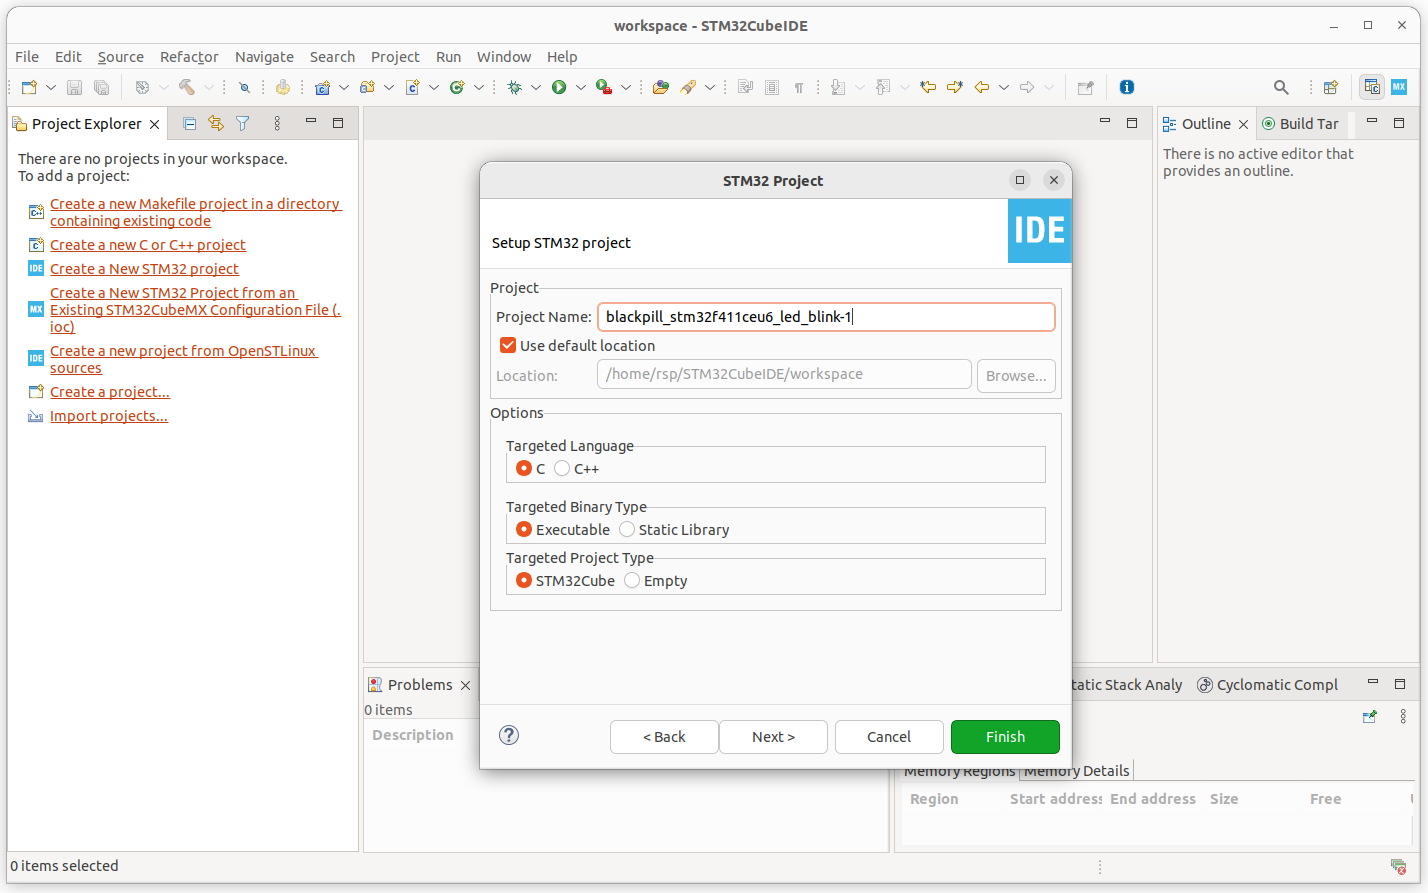 workspace - STM32CubeIDE
File Edit Source Refactor Navigate Search Project Run Window Help
MX
Project Explorer
There are no projects in your workspace.
To add a project:
Create a new Makefile project in a directory
containing existing code
Create a new C or C++ project
IDE Create a New STM32 project
Create a New STM32 Project from an
MX Existing STM32CubeMX Configuration File (.
ioc)
IDE Create a new project from OpenSTLinux
sources
Create a project...
Import projects...
Outline Build Tar
There is no active editor that
provides an outline.
STM32 Project
Setup STM32 project
IDE
Project
Project Name: blackpill_stm32f411ceu6_led_blink-1
Use default location
Location: /home/rsp/STM32CubeIDE/workspace Browse...
Options
Targeted Language
C C++
Targeted Binary Type
Executable Static Library
Targeted Project Type
STM32Cube Empty
? < Back Next > Cancel Finish
Problems
0 items
Description
tatic Stack Analy Cyclomatic Compl
Memory Regions Memory Details
Region Start address End address Size Free
0 items selected